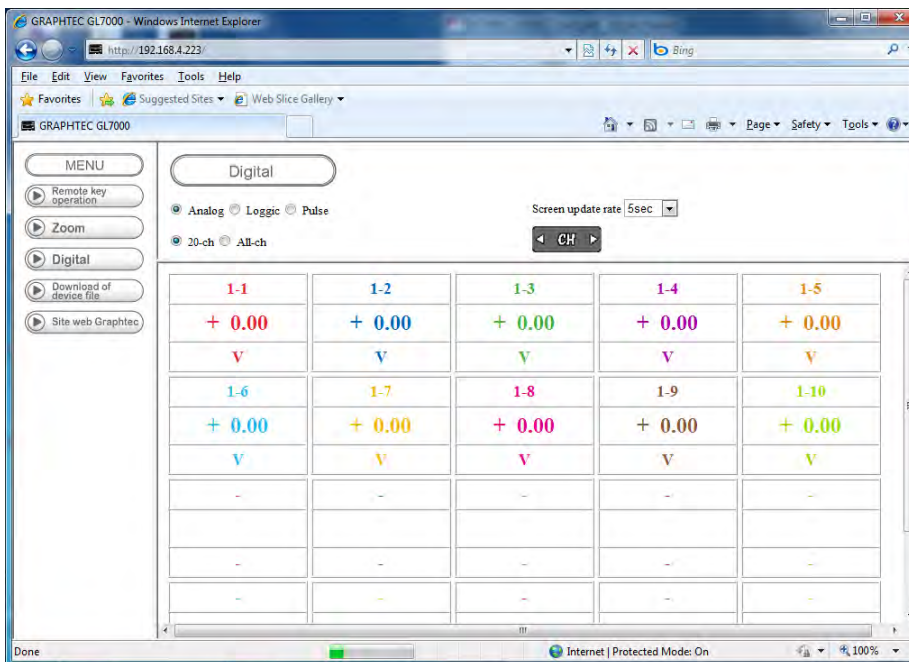 GRAPHTEC GL7000 - Windows Internet Explorer
http://192.168.4.223/
Bing
File Edit View Favorites Tools Help
Favorites Suggested Sites Web Slice Gallery
GRAPHTEC GL7000 Page Safety Tools
MENU
Remote key
operation
Zoom
Digital
Download of
device file
Site web Graphtec
Digital
Analog Loggic Pulse
Screen update rate 5sec
20-ch All-ch
CH
1-1 1-2 1-3 1-4 1-5
+ 0.00 + 0.00 + 0.00 + 0.00 + 0.00
V V V V V
1-6 1-7 1-8 1-9 1-10
+ 0.00 + 0.00 + 0.00 + 0.00 + 0.00
V V V V V
- - - - -
- - - - -
- - - - -
Done Internet | Protected Mode: On 100%